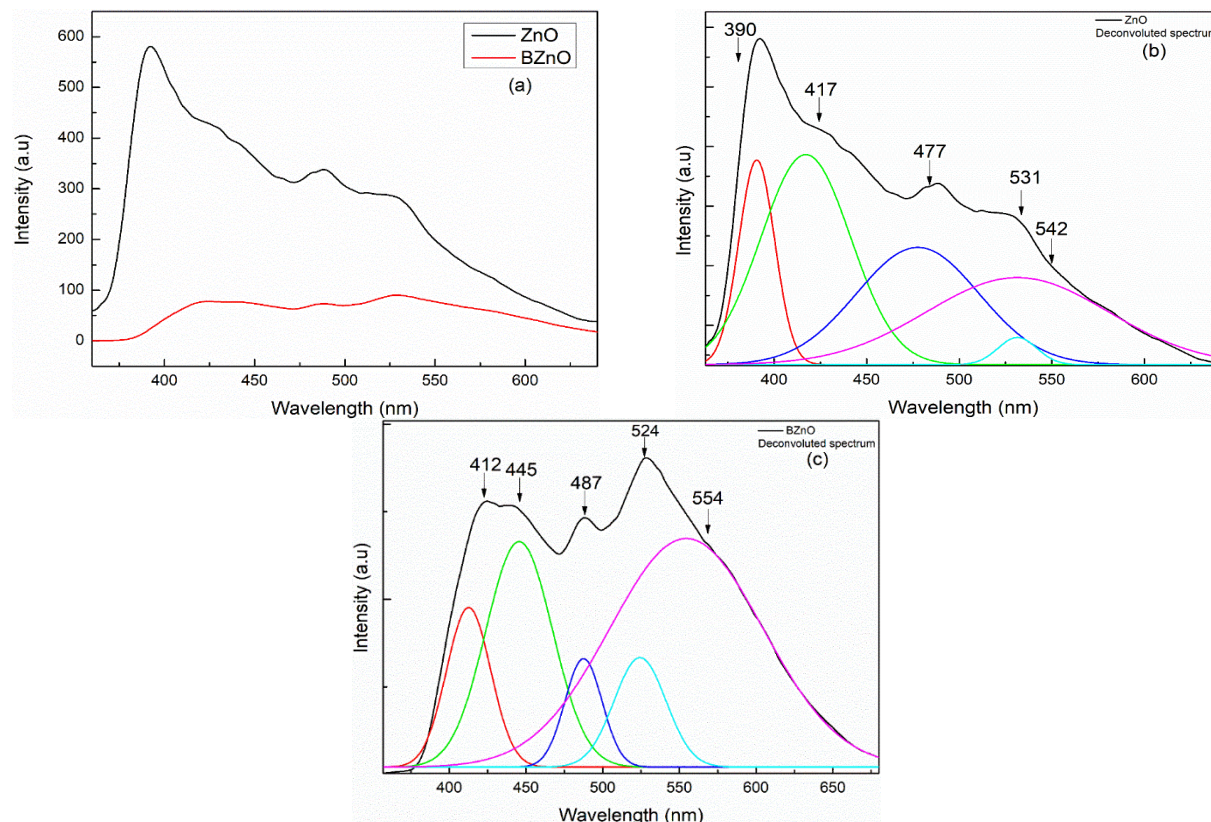 ZnO
BZnO
(a)
600
500
400
300
200
100
0
Intensity (a.u)
400
450
500
550
600
Wavelength (nm)
ZnO
Deconvoluted spectrum
(b)
390
417
477
531
542
Intensity (a.u)
400
450
500
550
600
Wavelength (nm)
BZnO
Deconvoluted spectrum
(c)
412
445
487
524
554
Intensity (a.u)
400
450
500
550
600
650
Wavelength (nm)